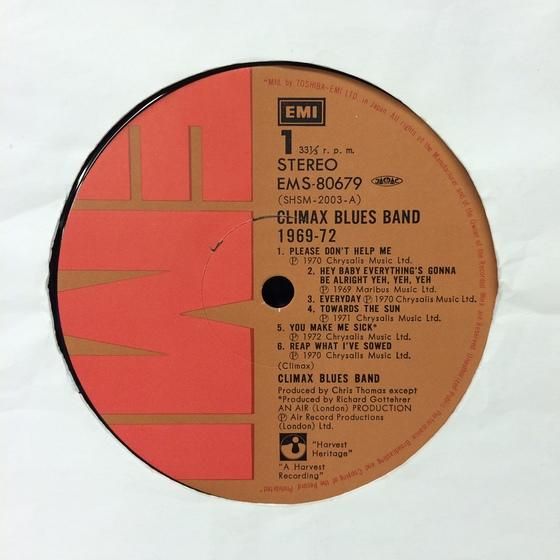 "Mfd. by TOSHIBA-EMI LTD. in Japan. All rights of the Manufacturer and of the Owner of the Recorded Work are Reserved. Unauthorized Public Performance, Broadcasting and Copying of this Record Prohibited."
EMI
1 33⅓ r. p. m.
STEREO
EMS-80679 JASRAC
(SHSM-2003-A)
CLIMAX BLUES BAND
1969-72
1. PLEASE DON'T HELP ME
Ⓟ 1970 Chrysalis Music Ltd.
2. HEY BABY EVERYTHING'S GONNA
BE ALRIGHT YEH, YEH, YEH
Ⓟ 1969 Maribus Music Ltd.
3. EVERYDAY Ⓟ 1970 Chrysalis Music Ltd.
4. TOWARDS THE SUN
Ⓟ 1971 Chrysalis Music Ltd.
5. YOU MAKE ME SICK*
Ⓟ 1972 Chrysalis Music Ltd.
6. REAP WHAT I'VE SOWED
Ⓟ 1970 Chrysalis Music Ltd.
(Climax)
CLIMAX BLUES BAND
Produced by Chris Thomas except
*Produced by Richard Gottehrer
AN AIR (London) PRODUCTION
Ⓟ Air Record Productions
(London) Ltd.
"Harvest
Heritage"
"A Harvest
Recording"
EMI